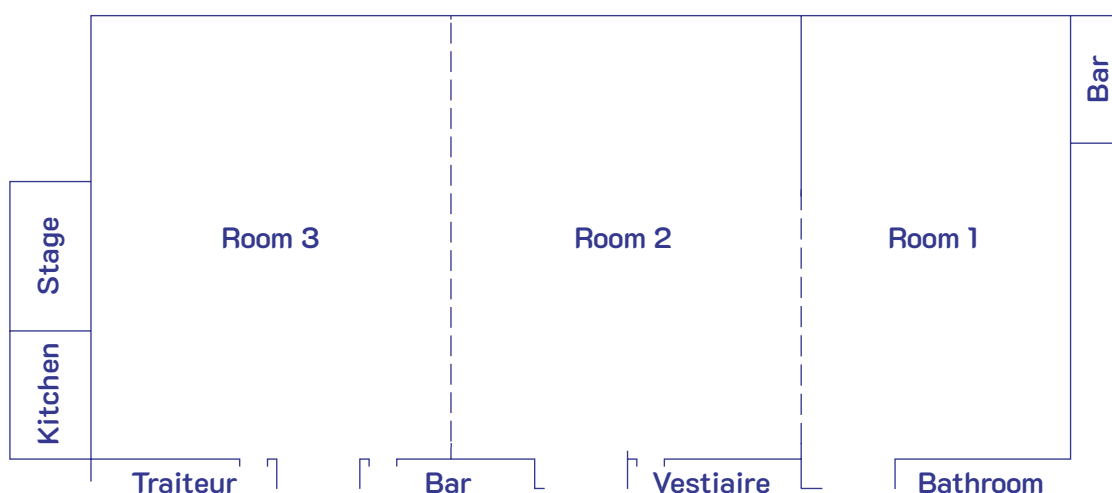 Bar
Stage
Room 3
Room 2
Room 1
Kitchen
Traiteur
Bar
Vestiaire
Bathroom